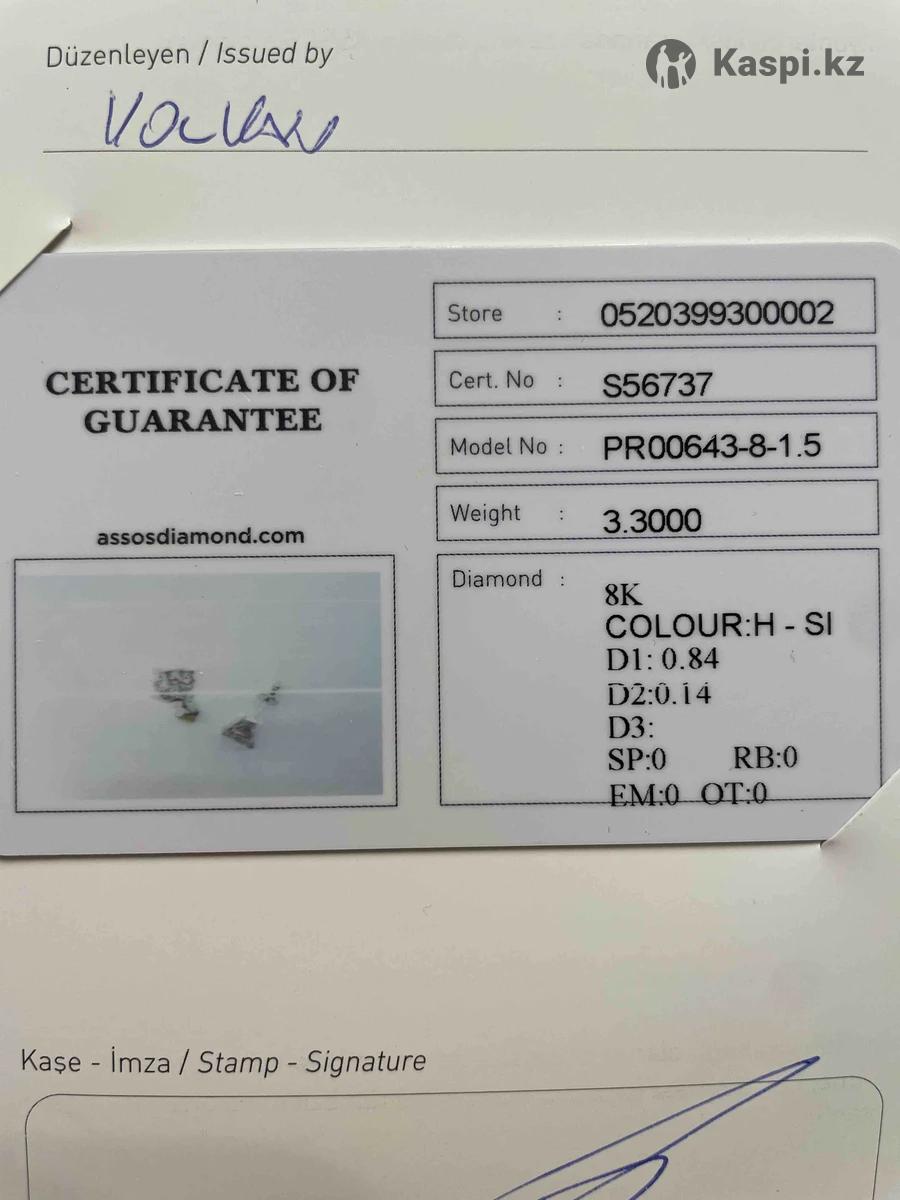 Düzenleyen / Issued by
Kaspi.kz
VOLKAN
Store : 0520399300002
CERTIFICATE OF
GUARANTEE
Cert. No : S56737
Model No : PR00643-8-1.5
Weight : 3.3000
assosdiamond.com
Diamond :
8K
COLOUR:H - SI
D1: 0.84
D2:0.14
D3:
SP:0 RB:0
EM:0 OT:0
Kaşe - İmza / Stamp - Signature